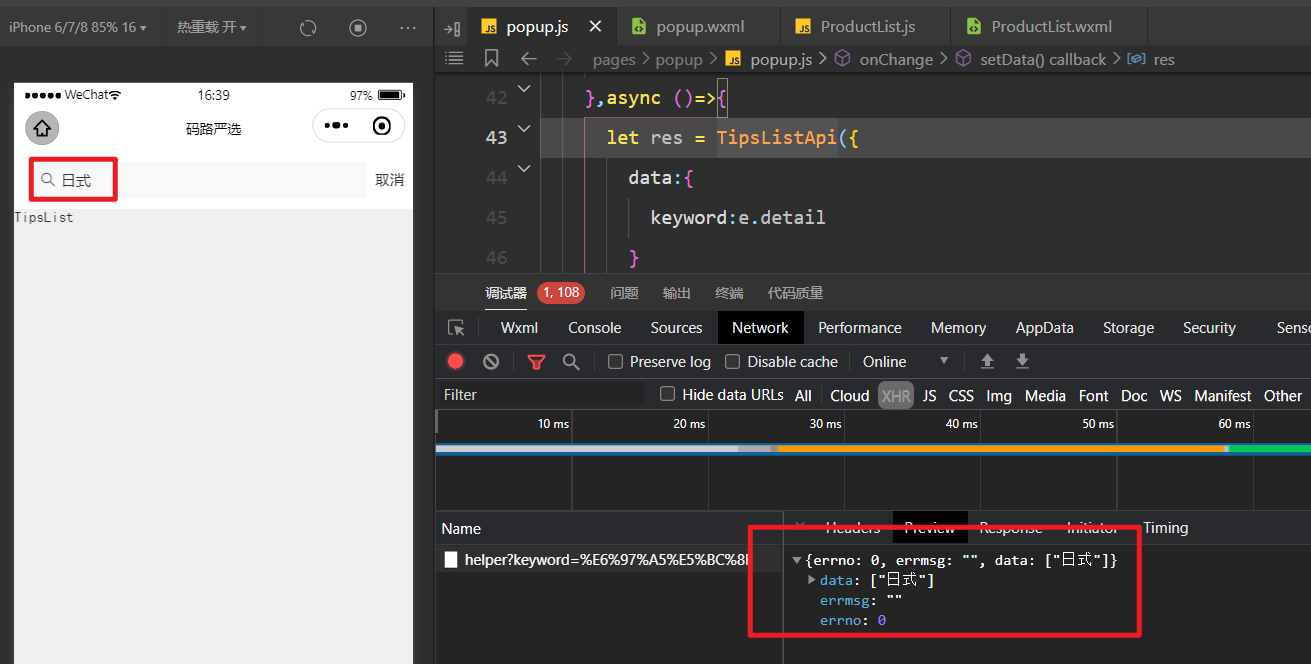 iPhone 6/7/8 85% 16
热重载 开
popup.js
popup.wxml
ProductList.js
ProductList.wxml
pages > popup > popup.js > onChange > setData() callback > res
WeChat
16:39
97%
码路严选
日式
取消
TipsList
42 },async ()=>{
43 let res = TipsListApi({
44 data:{
45 keyword:e.detail
46 }
调试器 1, 108 问题 输出 终端 代码质量
Wxml Console Sources Network Performance Memory AppData Storage Security Senso
Preserve log Disable cache Online
Filter Hide data URLs All Cloud XHR JS CSS Img Media Font Doc WS Manifest Other
10 ms 20 ms 30 ms 40 ms 50 ms 60 ms
Name
Headers Preview Response Initiator Timing
helper?keyword=%E6%97%A5%E5%BC%8
{errno: 0, errmsg: "", data: ["日式"]}
data: ["日式"]
errmsg: ""
errno: 0